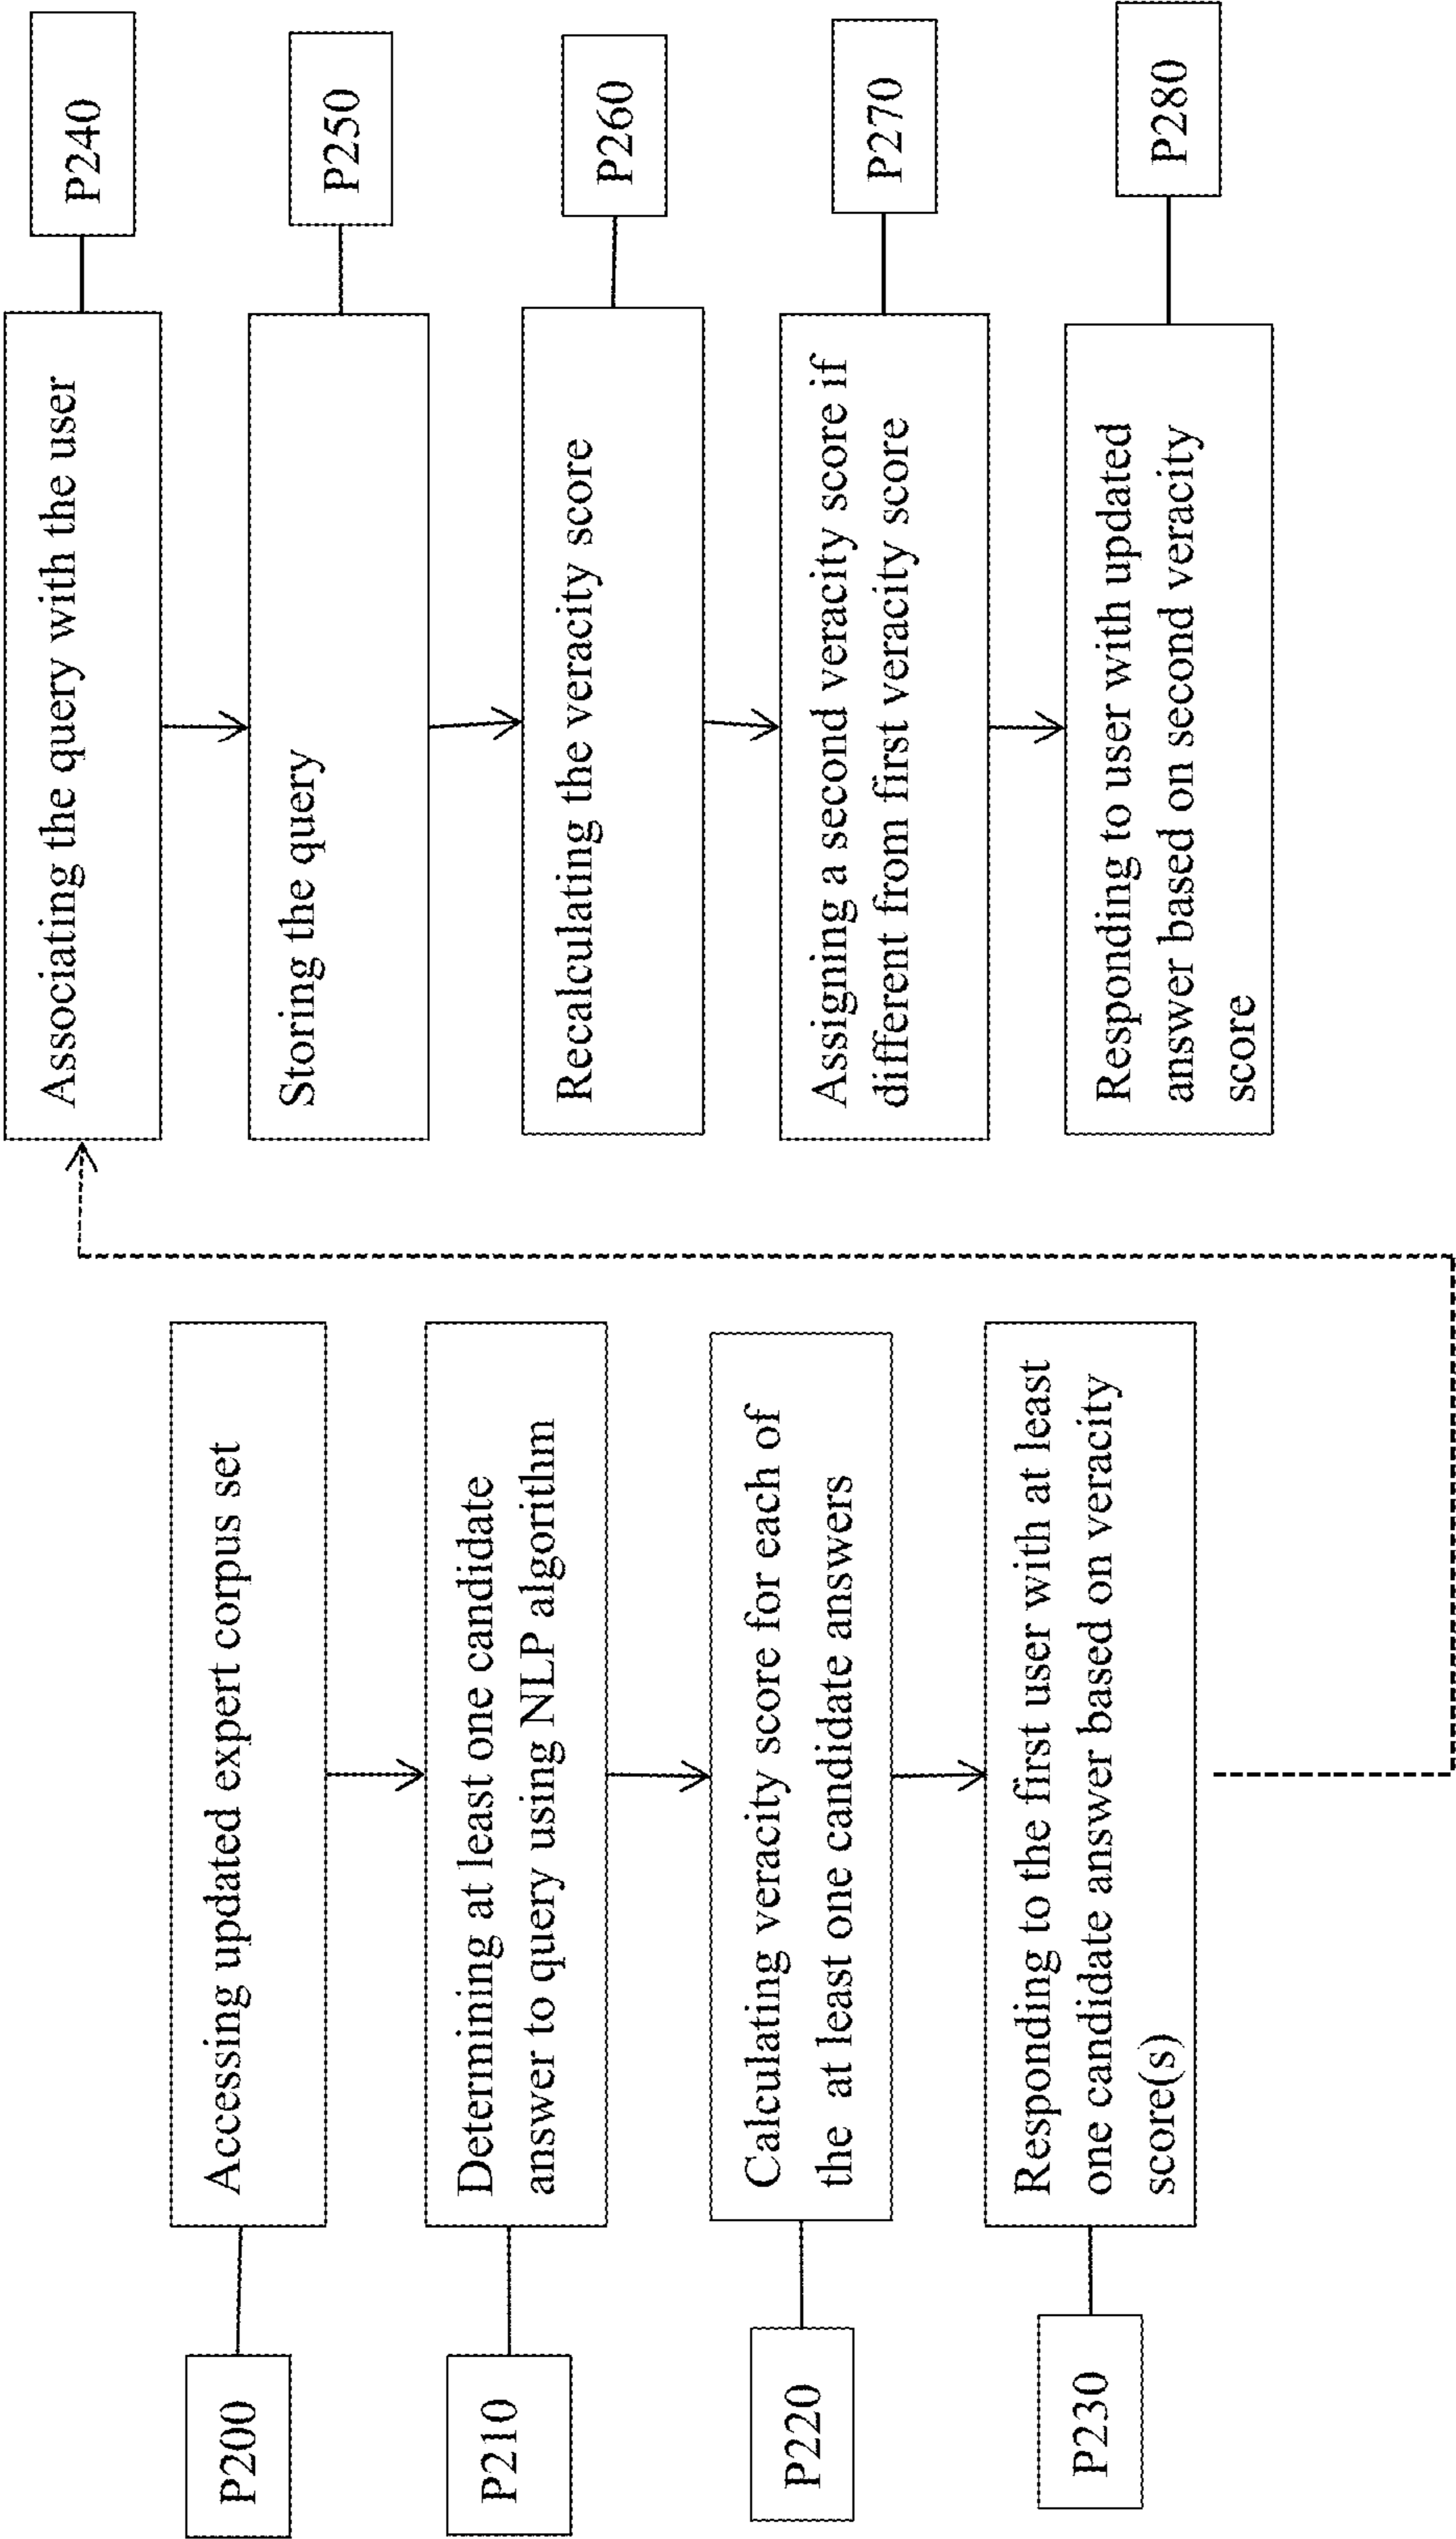 P200
Accessing updated expert corpus set
P210
Determining at least one candidate
answer to query using NLP algorithm
P220
Calculating veracity score for each of
the at least one candidate answers
P230
Responding to the first user with at least
one candidate answer based on veracity
score(s)
Associating the query with the user
P240
Storing the query
P250
Recalculating the veracity score
P260
Assigning a second veracity score if
different from first veracity score
P270
Responding to user with updated
answer based on second veracity
score
P280